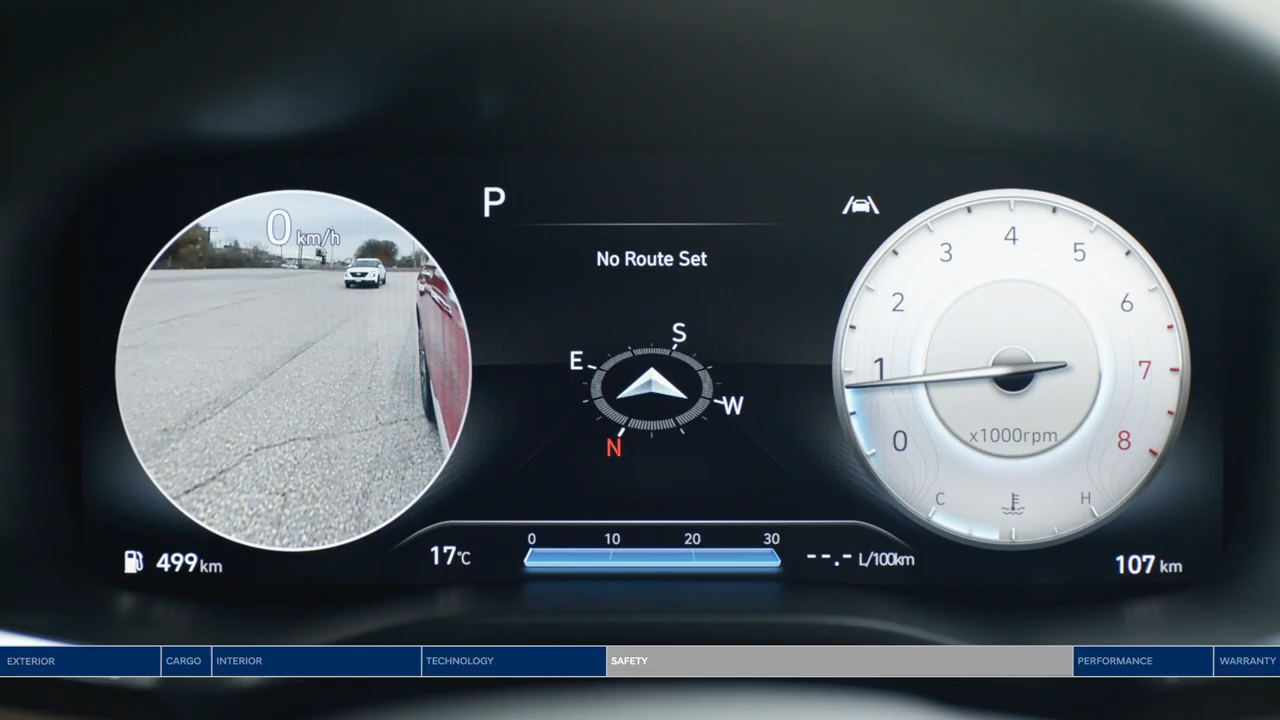 0 km/h
P
No Route Set
S
E
W
N
0 1 2 3 4 5 6 7 8
x1000rpm
C H
499 km
17°C
0 10 20 30
--.- L/100km
107 km
EXTERIOR CARGO INTERIOR TECHNOLOGY SAFETY PERFORMANCE WARRANTY